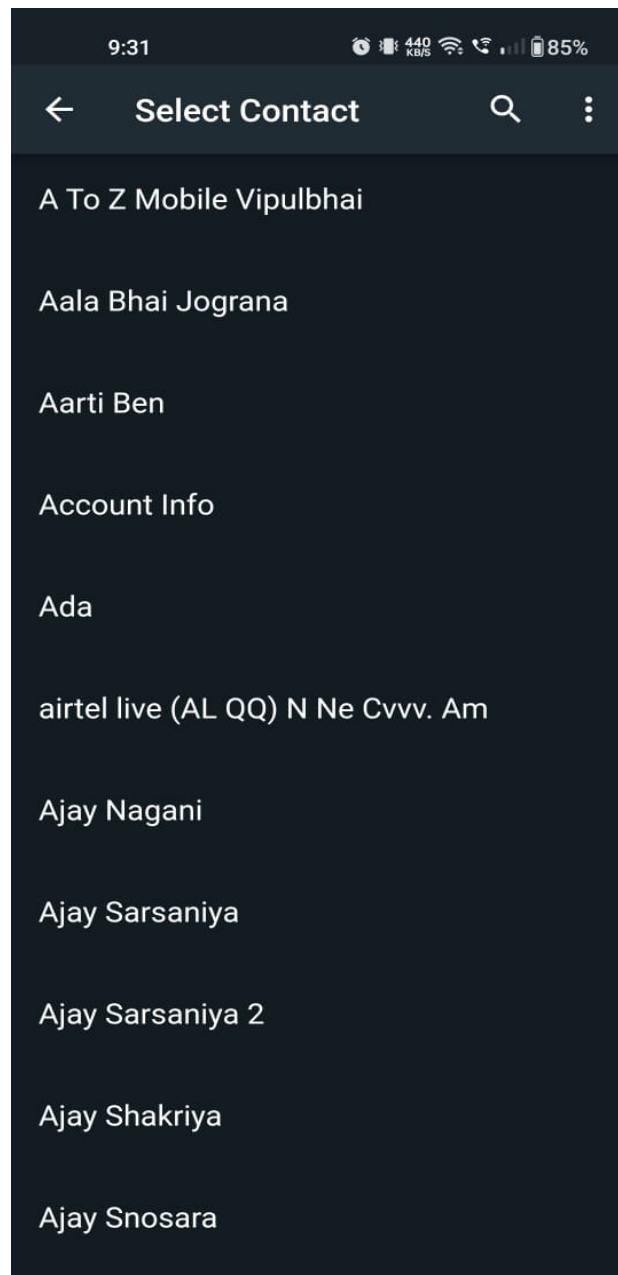 9:31 440 KB/S 85%
Select Contact
A To Z Mobile Vipulbhai
Aala Bhai Jograna
Aarti Ben
Account Info
Ada
airtel live (AL QQ) N Ne Cvvv. Am
Ajay Nagani
Ajay Sarsaniya
Ajay Sarsaniya 2
Ajay Shakriya
Ajay Snosara